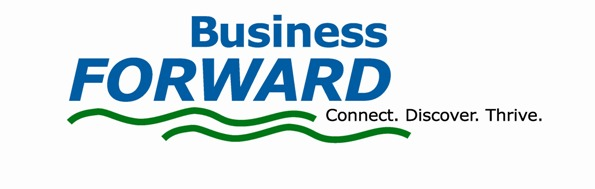 Business
FORWARD
Connect. Discover. Thrive.